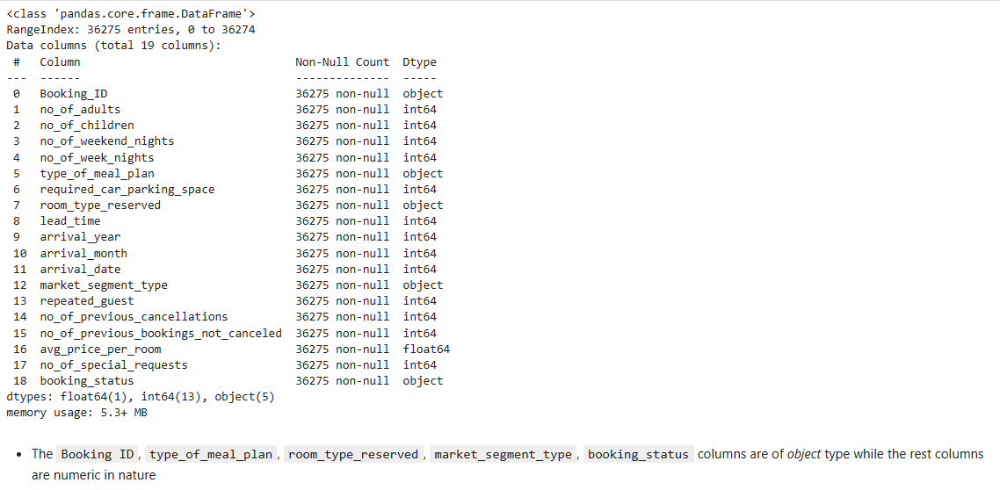 <class 'pandas.core.frame.DataFrame'>
RangeIndex: 36275 entries, 0 to 36274
Data columns (total 19 columns):
 #   Column                                Non-Null Count  Dtype
---  ------                                --------------  -----
 0   Booking_ID                            36275 non-null  object
 1   no_of_adults                          36275 non-null  int64
 2   no_of_children                        36275 non-null  int64
 3   no_of_weekend_nights                  36275 non-null  int64
 4   no_of_week_nights                     36275 non-null  int64
 5   type_of_meal_plan                     36275 non-null  object
 6   required_car_parking_space            36275 non-null  int64
 7   room_type_reserved                    36275 non-null  object
 8   lead_time                             36275 non-null  int64
 9   arrival_year                          36275 non-null  int64
 10  arrival_month                         36275 non-null  int64
 11  arrival_date                          36275 non-null  int64
 12  market_segment_type                   36275 non-null  object
 13  repeated_guest                        36275 non-null  int64
 14  no_of_previous_cancellations          36275 non-null  int64
 15  no_of_previous_bookings_not_canceled  36275 non-null  int64
 16  avg_price_per_room                    36275 non-null  float64
 17  no_of_special_requests                36275 non-null  int64
 18  booking_status                        36275 non-null  object
dtypes: float64(1), int64(13), object(5)
memory usage: 5.3+ MB
• The Booking ID, type_of_meal_plan, room_type_reserved, market_segment_type, booking_status columns are of object type while the rest columns
are numeric in nature